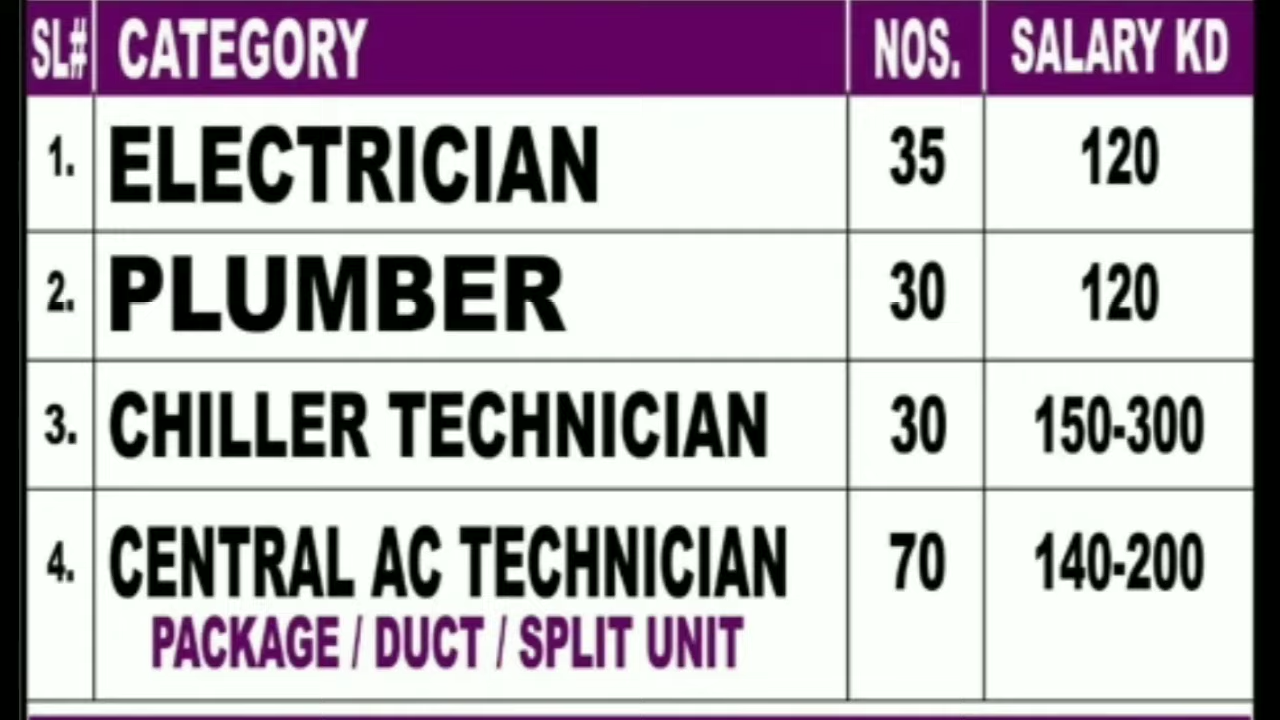 SL# CATEGORY NOS. SALARY KD
1. ELECTRICIAN 35 120
2. PLUMBER 30 120
3. CHILLER TECHNICIAN 30 150-300
4. CENTRAL AC TECHNICIAN 70 140-200
PACKAGE / DUCT / SPLIT UNIT